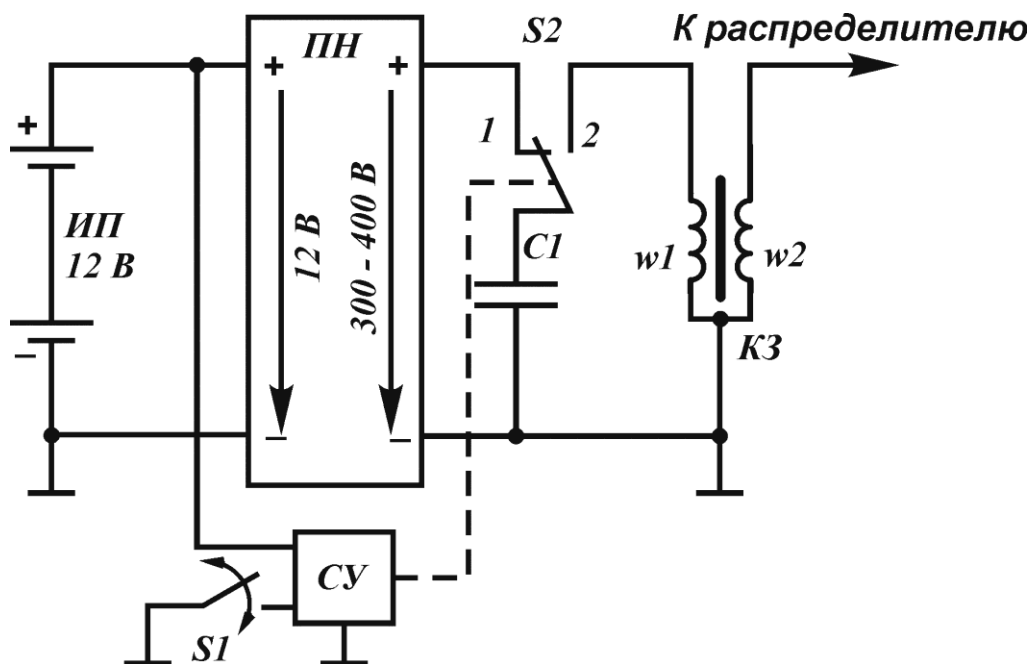 К распределителю
S2
ПН
+
+
+
1
2
ИП
12 В
12 В
300 - 400 В
C1
w1
w2
КЗ
–
–
–
СУ
S1